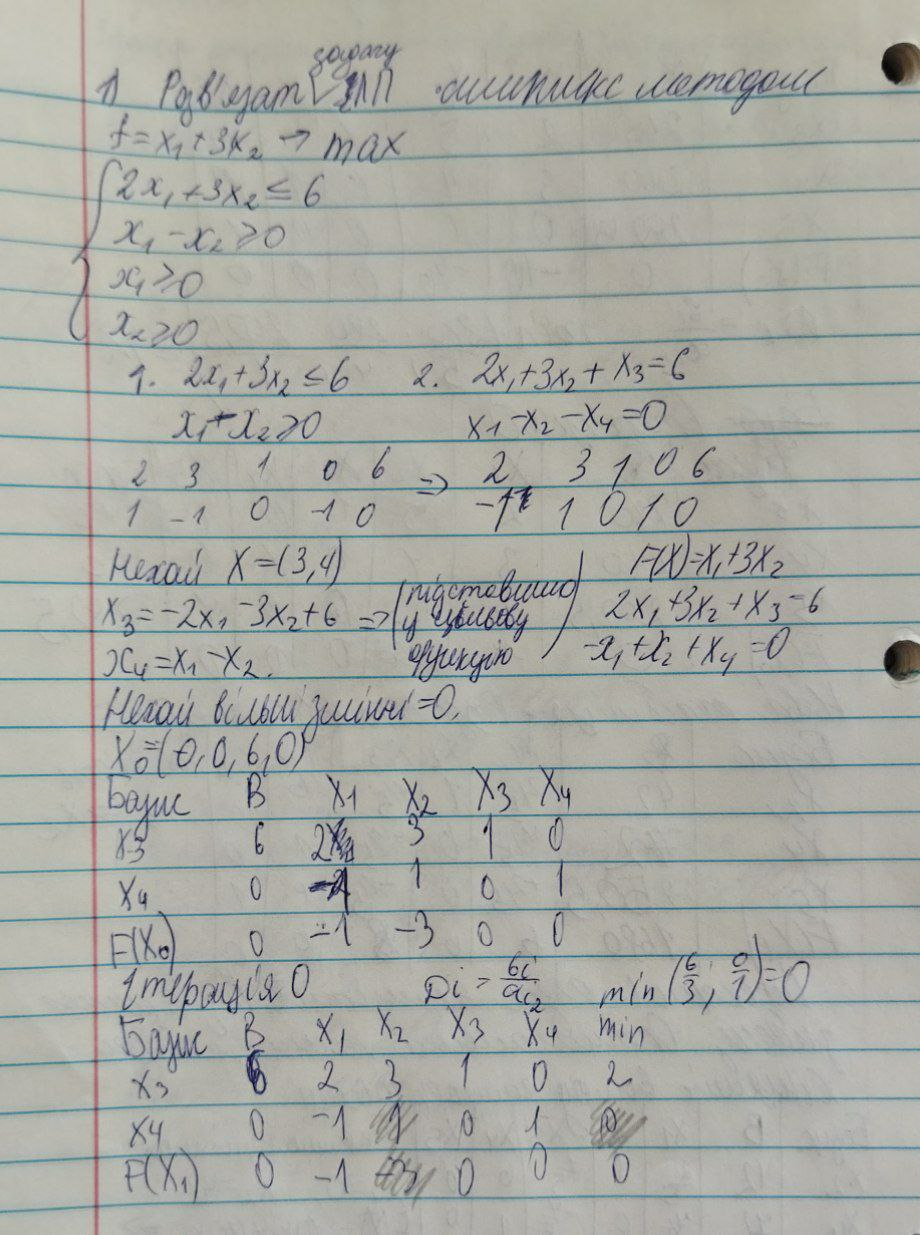 задачу
1) Розв'язат ЗЛП симплекс методом
f=x₁+3x₂→max
2x₁+3x₂≤6
x₁-x₂≥0
x₁≥0
x₂≥0
1. 2x₁+3x₂≤6 2. 2x₁+3x₂+x₃=6
x₁-x₂≥0 x₁-x₂-x₄=0
2 3 1 0 6 ⇒ 2 3 1 0 6
1 -1 0 -1 0 -1 1 0 1 0
Нехай X=(3,4) F(X)=x₁+3x₂
x₃=-2x₁-3x₂+6 ⇒ (підставимо у цільову функцію) 2x₁+3x₂+x₃=6
x₄=x₁-x₂. -x₁+x₂+x₄=0
Нехай вільні змінні=0.
X₀=(0,0,6,0)
Базис B X₁ X₂ X₃ X₄
x₃ 6 2 3 1 0
x₄ 0 -1 1 0 1
F(X₀) 0 -1 -3 0 0
Ітерація 0 Di=bi/ai₂ min(6/3; 0/1)=0
Базис B X₁ X₂ X₃ X₄ min
x₃ 6 2 3 1 0 2
x₄ 0 -1 1 0 1 0
F(X₁) 0 -1 -3 0 0 0